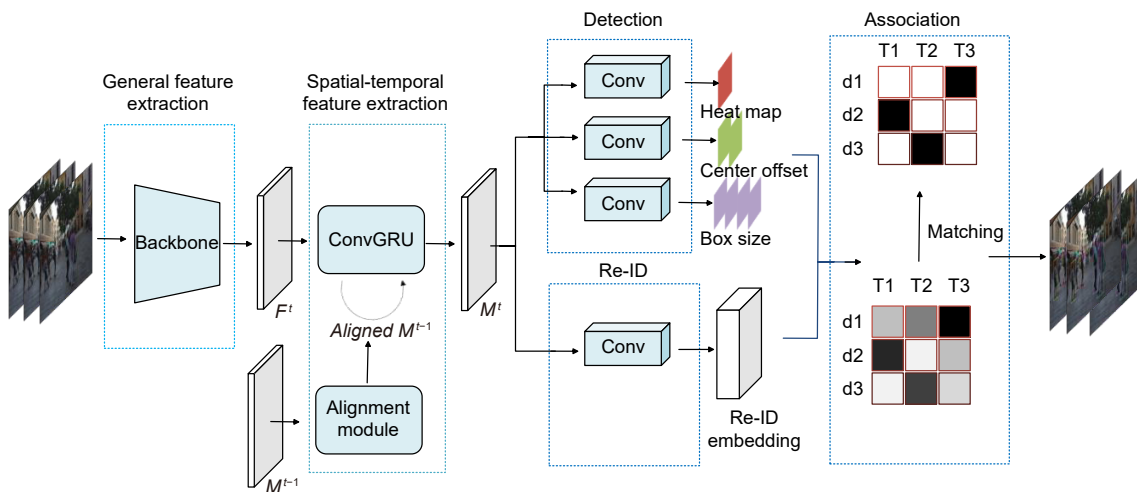 General feature
extraction
Backbone
F^t
M^{t−1}
Spatial-temporal
feature extraction
ConvGRU
Aligned M^{t−1}
Alignment
module
M^t
Detection
Conv
Heat map
Conv
Center offset
Conv
Box size
Re-ID
Conv
Re-ID
embedding
Association
T1 T2 T3
d1
d2
d3
Matching
T1 T2 T3
d1
d2
d3